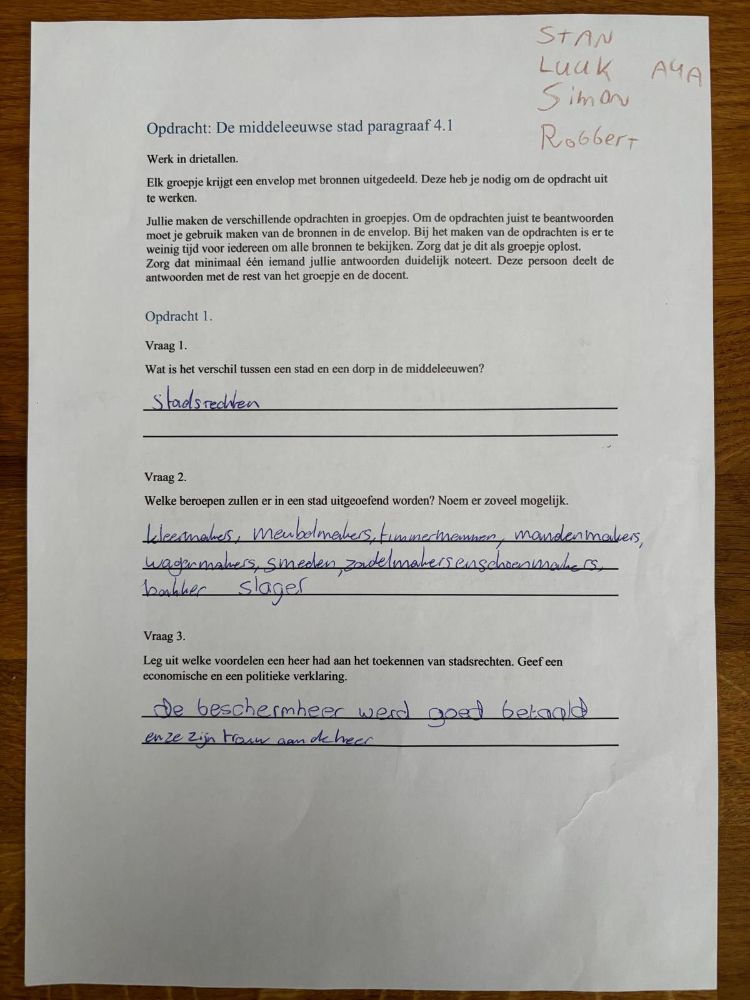 STAN
LUUK A4A
Simon
Robbert
Opdracht: De middeleeuwse stad paragraaf 4.1
Werk in drietallen.
Elk groepje krijgt een envelop met bronnen uitgedeeld. Deze heb je nodig om de opdracht uit
te werken.
Jullie maken de verschillende opdrachten in groepjes. Om de opdrachten juist te beantwoorden
moet je gebruik maken van de bronnen in de envelop. Bij het maken van de opdrachten is er te
weinig tijd voor iedereen om alle bronnen te bekijken. Zorg dat je dit als groepje oplost.
Zorg dat minimaal één iemand jullie antwoorden duidelijk noteert. Deze persoon deelt de
antwoorden met de rest van het groepje en de docent.
Opdracht 1.
Vraag 1.
Wat is het verschil tussen een stad en een dorp in de middeleeuwen?
Stadsrechten
Vraag 2.
Welke beroepen zullen er in een stad uitgeoefend worden? Noem er zoveel mogelijk.
kleermakers, meubelmakers, timmermannen, mandenmakers,
wagenmakers, smeden, zadelmakers en schoenmakers,
bakker slager
Vraag 3.
Leg uit welke voordelen een heer had aan het toekennen van stadsrechten. Geef een
economische en een politieke verklaring.
De beschermheer werd goed betaald
en ze zijn trouw aan de heer